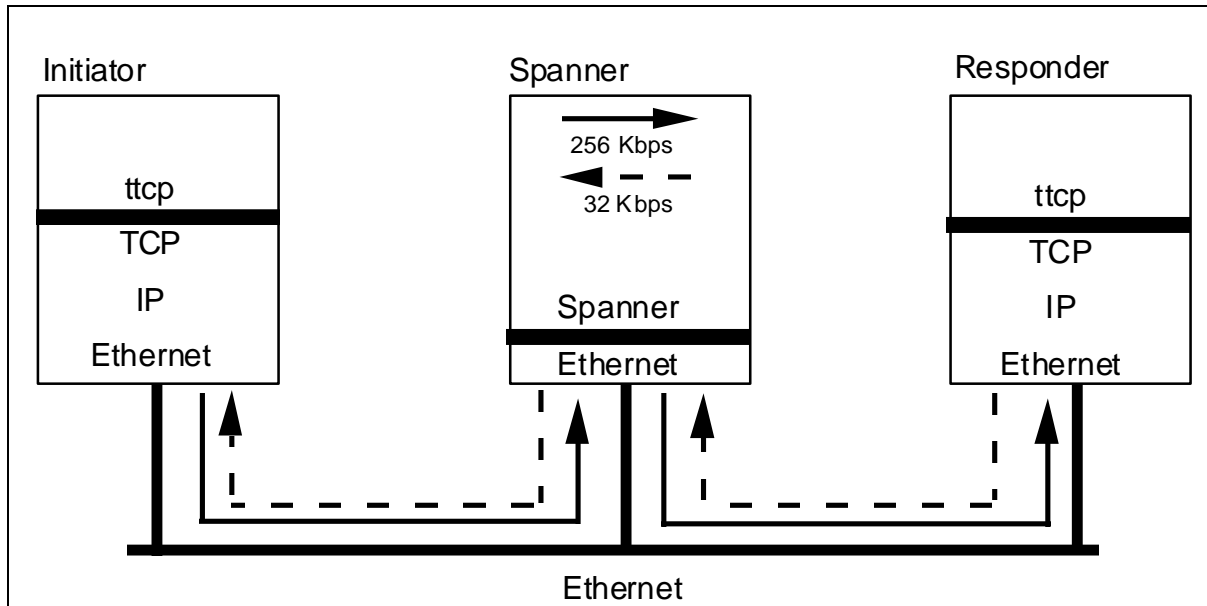 Initiator
Spanner
Responder
256 Kbps
32 Kbps
ttcp
TCP
IP
Ethernet
Spanner
Ethernet
ttcp
TCP
IP
Ethernet
Ethernet